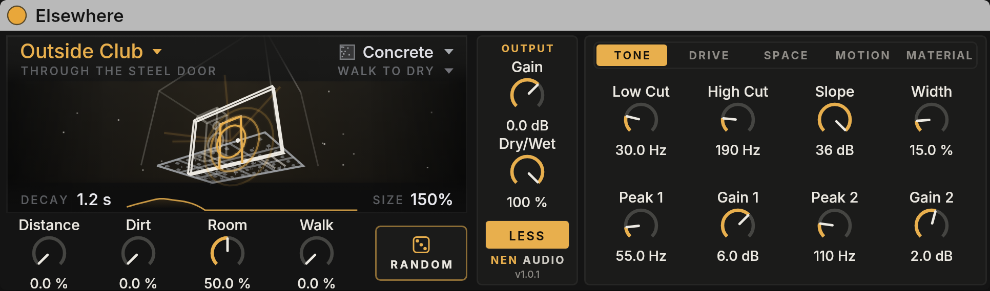 Elsewhere
Outside Club
THROUGH THE STEEL DOOR
Concrete
WALK TO DRY
DECAY 1.2 s
SIZE 150%
Distance Dirt Room Walk
0.0 % 0.0 % 50.0 % 0.0 %
RANDOM
OUTPUT
Gain
0.0 dB
Dry/Wet
100 %
LESS
NEN AUDIO
v1.0.1
TONE DRIVE SPACE MOTION MATERIAL
Low Cut High Cut Slope Width
30.0 Hz 190 Hz 36 dB 15.0 %
Peak 1 Gain 1 Peak 2 Gain 2
55.0 Hz 6.0 dB 110 Hz 2.0 dB